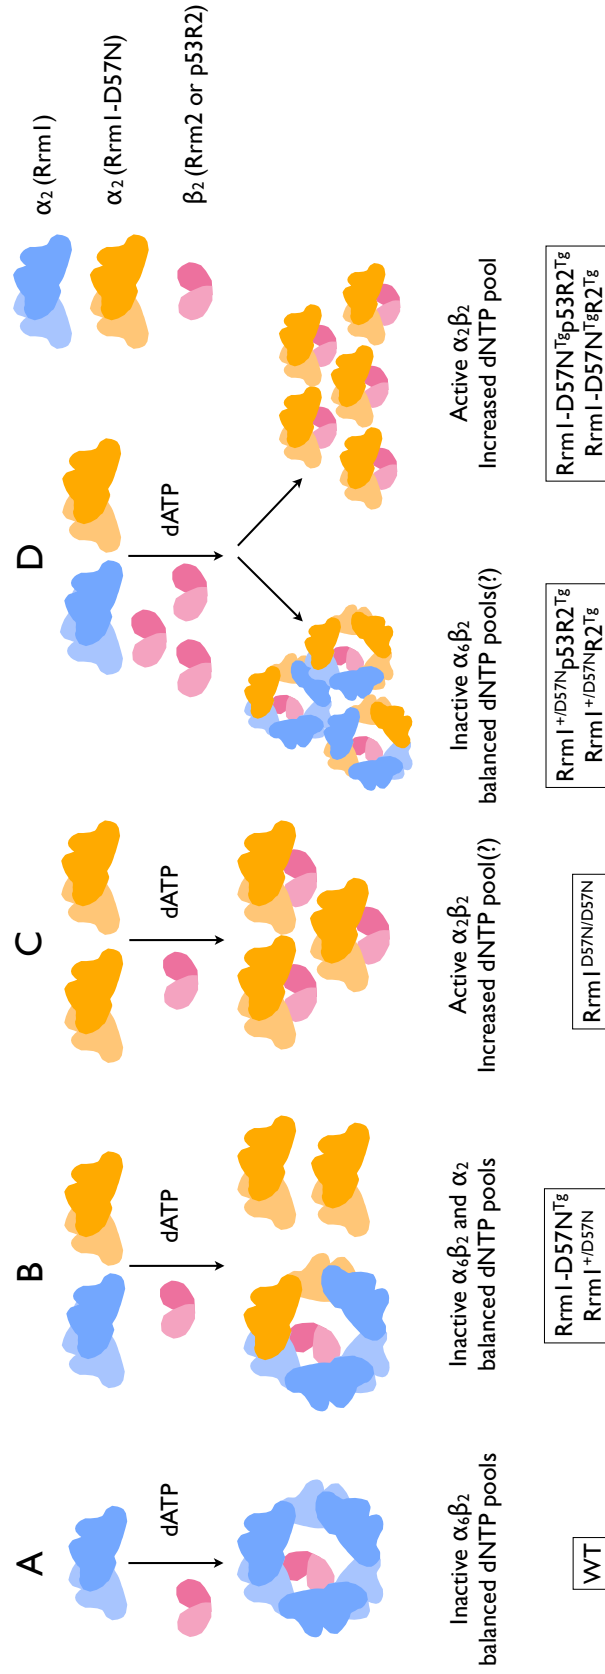 A
dATP
Inactive α₆β₂
balanced dNTP pools
WT
B
dATP
Inactive α₆β₂ and α₂
balanced dNTP pools
Rrm1-D57Nᵀᵍ
Rrm1⁺/ᴰ⁵⁷ᴺ
C
dATP
Active α₂β₂
Increased dNTP pool(?)
Rrm1ᴰ⁵⁷ᴺ/ᴰ⁵⁷ᴺ
D
dATP
Inactive α₆β₂
balanced dNTP pools(?)
Rrm1⁺/ᴰ⁵⁷ᴺp53R2ᵀᵍ
Rrm1⁺/ᴰ⁵⁷ᴺR2ᵀᵍ
Active α₂β₂
Increased dNTP pool
Rrm1-D57Nᵀᵍp53R2ᵀᵍ
Rrm1-D57NᵀᵍR2ᵀᵍ
α₂ (Rrm1)
α₂ (Rrm1-D57N)
β₂ (Rrm2 or p53R2)